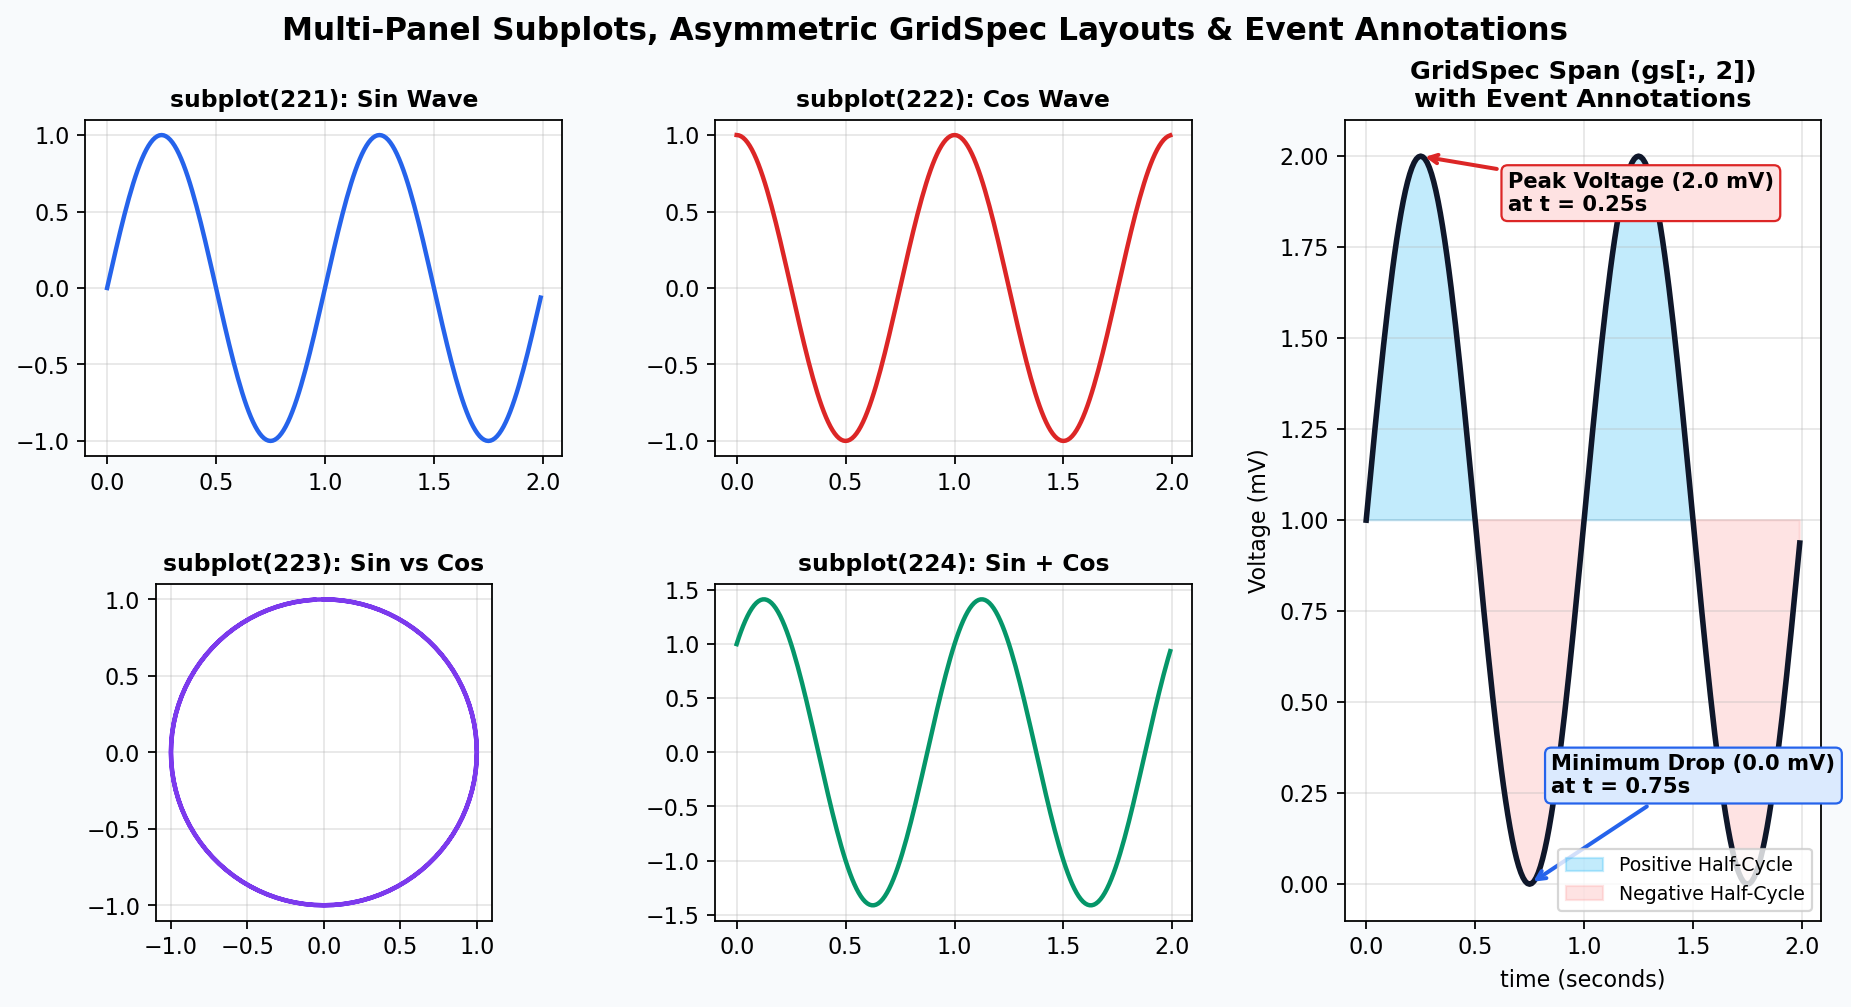 Multi-Panel Subplots, Asymmetric GridSpec Layouts & Event Annotations
subplot(221): Sin Wave
1.0
0.5
0.0
−0.5
−1.0
0.0 0.5 1.0 1.5 2.0
subplot(222): Cos Wave
1.0
0.5
0.0
−0.5
−1.0
0.0 0.5 1.0 1.5 2.0
subplot(223): Sin vs Cos
1.0
0.5
0.0
−0.5
−1.0
−1.0 −0.5 0.0 0.5 1.0
subplot(224): Sin + Cos
1.5
1.0
0.5
0.0
−0.5
−1.0
−1.5
0.0 0.5 1.0 1.5 2.0
GridSpec Span (gs[:, 2])
with Event Annotations
Voltage (mV)
2.00
1.75
1.50
1.25
1.00
0.75
0.50
0.25
0.00
Peak Voltage (2.0 mV)
at t = 0.25s
Minimum Drop (0.0 mV)
at t = 0.75s
Positive Half-Cycle
Negative Half-Cycle
0.0 0.5 1.0 1.5 2.0
time (seconds)